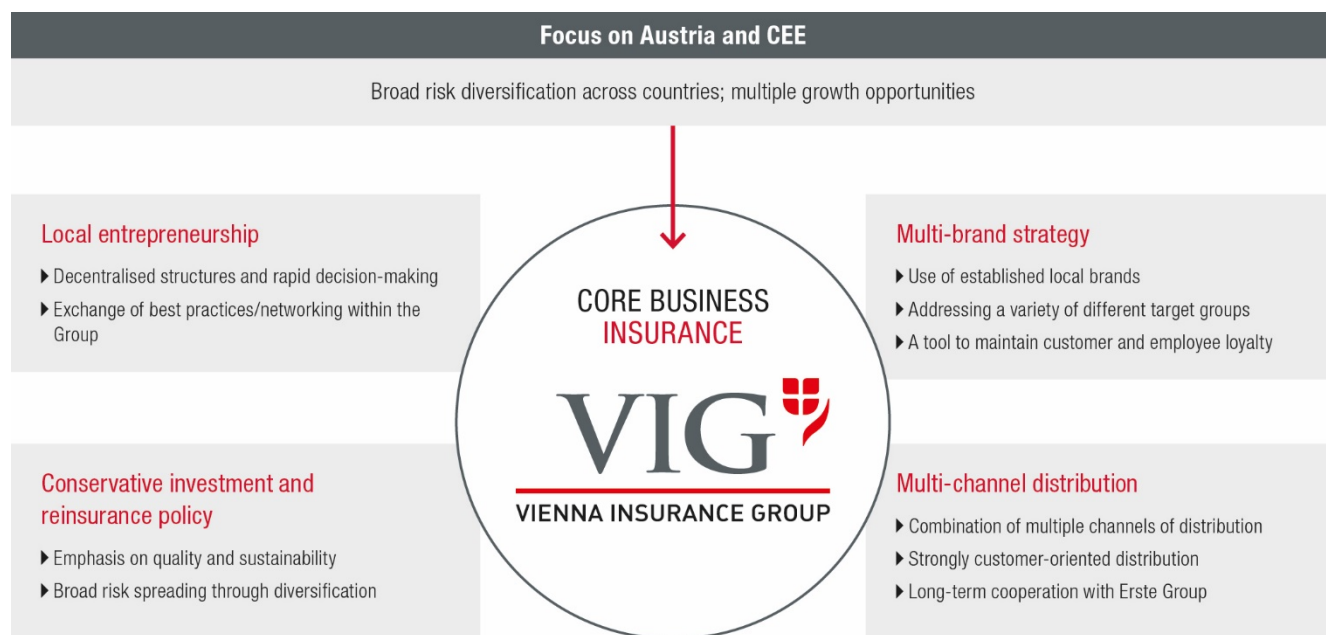 Focus on Austria and CEE
Broad risk diversification across countries; multiple growth opportunities
Local entrepreneurship
Decentralised structures and rapid decision-making
Exchange of best practices/networking within the
Group
Conservative investment and
reinsurance policy
Emphasis on quality and sustainability
Broad risk spreading through diversification
CORE BUSINESS
INSURANCE
VIG
VIENNA INSURANCE GROUP
Multi-brand strategy
Use of established local brands
Addressing a variety of different target groups
A tool to maintain customer and employee loyalty
Multi-channel distribution
Combination of multiple channels of distribution
Strongly customer-oriented distribution
Long-term cooperation with Erste Group